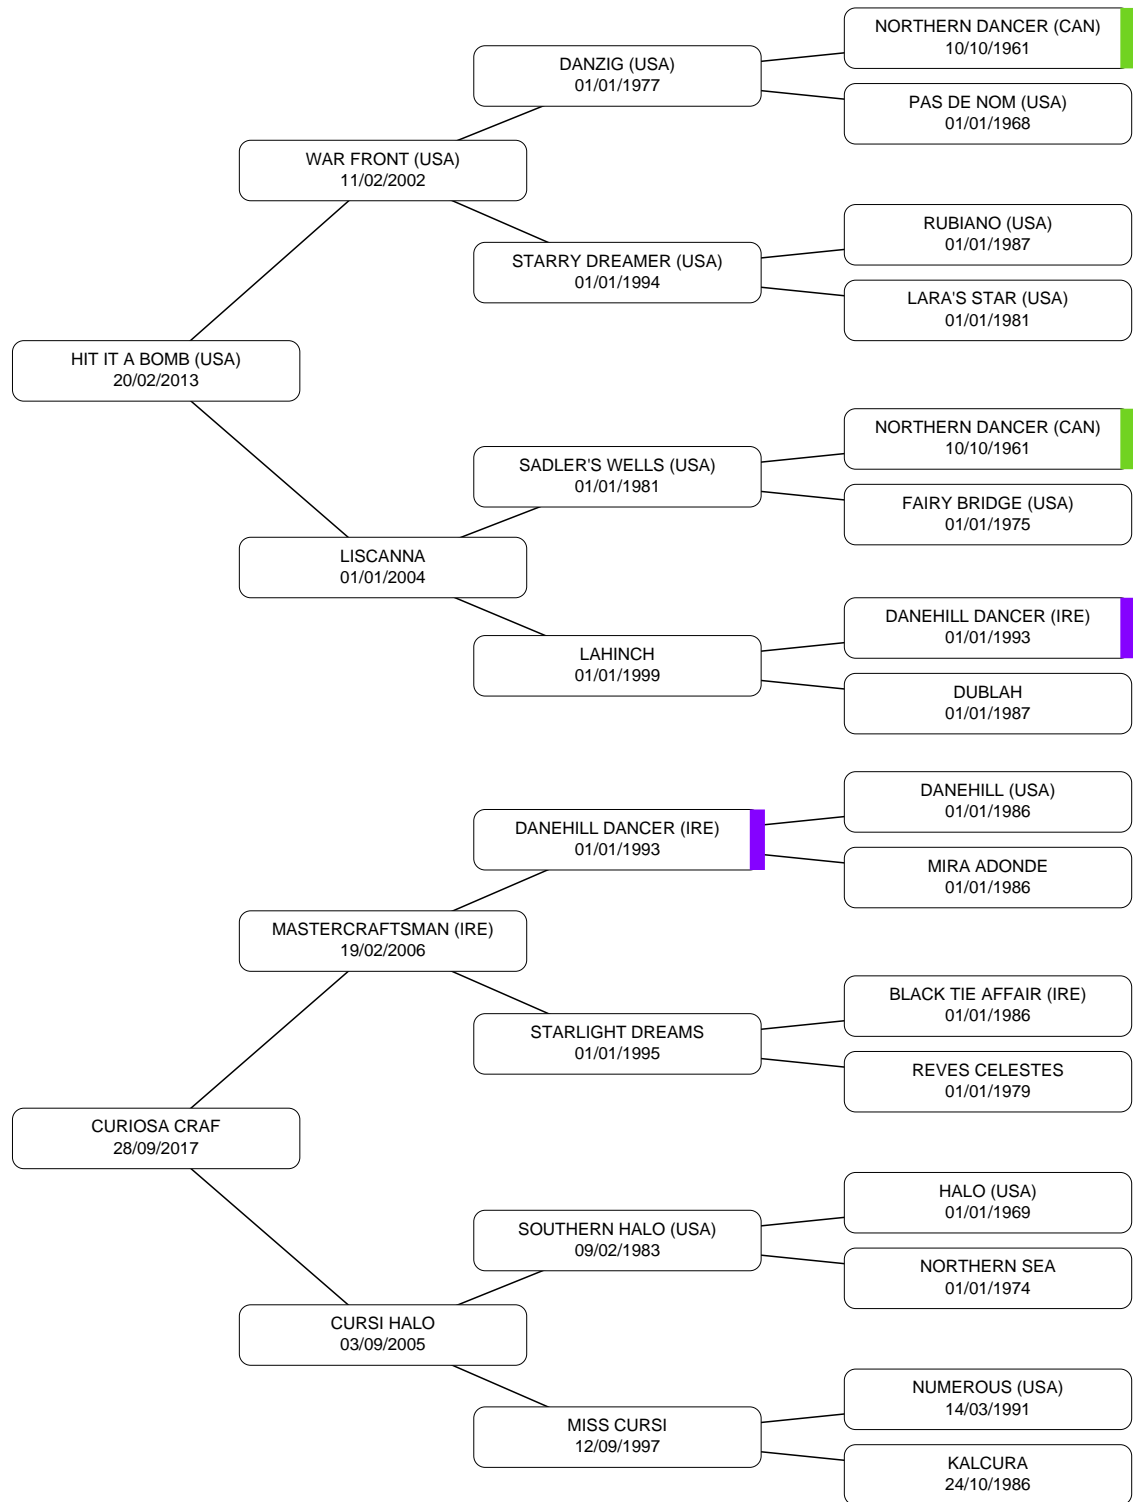 NORTHERN DANCER (CAN)
10/10/1961
DANZIG (USA)
01/01/1977
PAS DE NOM (USA)
01/01/1968
WAR FRONT (USA)
11/02/2002
RUBIANO (USA)
01/01/1987
STARRY DREAMER (USA)
01/01/1994
LARA'S STAR (USA)
01/01/1981
HIT IT A BOMB (USA)
20/02/2013
NORTHERN DANCER (CAN)
10/10/1961
SADLER'S WELLS (USA)
01/01/1981
FAIRY BRIDGE (USA)
01/01/1975
LISCANNA
01/01/2004
DANEHILL DANCER (IRE)
01/01/1993
LAHINCH
01/01/1999
DUBLAH
01/01/1987
DANEHILL (USA)
01/01/1986
DANEHILL DANCER (IRE)
01/01/1993
MIRA ADONDE
01/01/1986
MASTERCRAFTSMAN (IRE)
19/02/2006
BLACK TIE AFFAIR (IRE)
01/01/1986
STARLIGHT DREAMS
01/01/1995
REVES CELESTES
01/01/1979
CURIOSA CRAF
28/09/2017
HALO (USA)
01/01/1969
SOUTHERN HALO (USA)
09/02/1983
NORTHERN SEA
01/01/1974
CURSI HALO
03/09/2005
NUMEROUS (USA)
14/03/1991
MISS CURSI
12/09/1997
KALCURA
24/10/1986